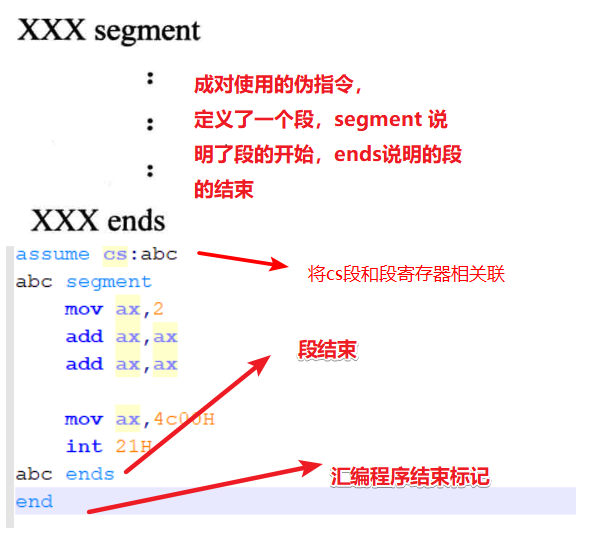 XXX segment
:
:
:
成对使用的伪指令，
定义了一个段，segment 说
明了段的开始，ends说明的段
的结束
XXX ends
assume cs:abc
将cs段和段寄存器相关联
abc segment
mov ax,2
add ax,ax
add ax,ax
段结束
mov ax,4c00H
int 21H
abc ends
汇编程序结束标记
end